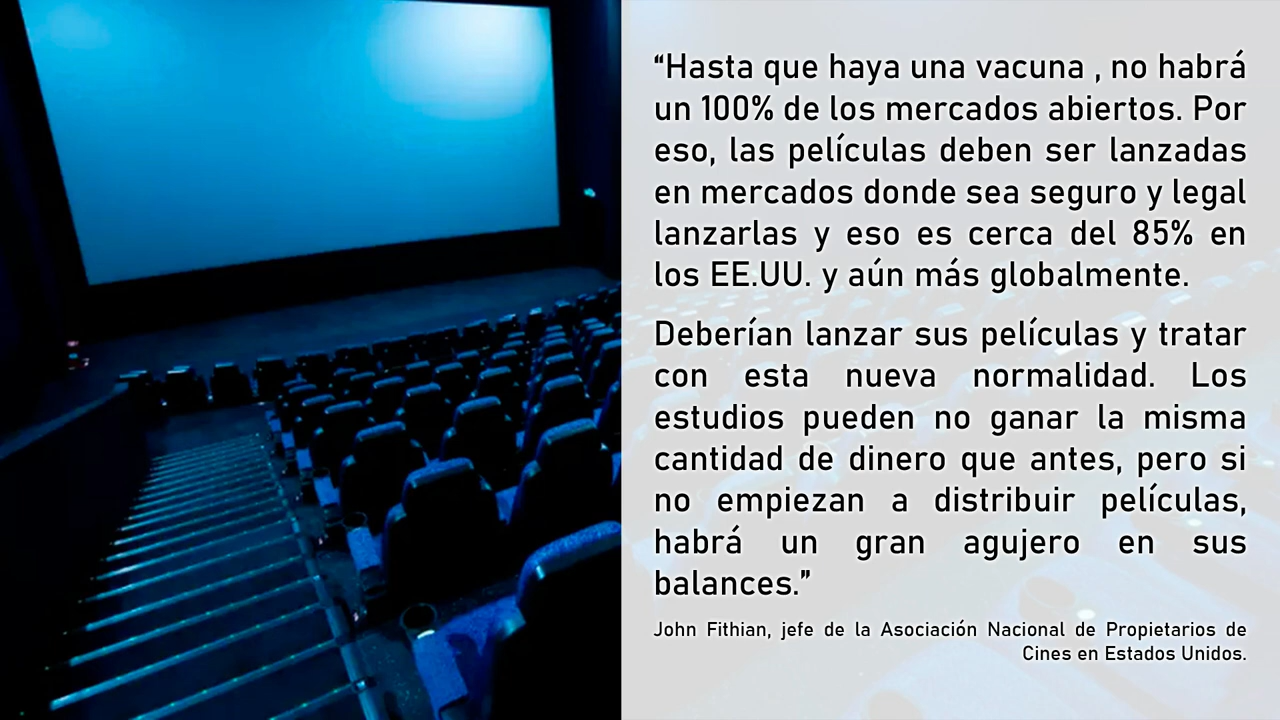 “Hasta que haya una vacuna , no habrá
un 100% de los mercados abiertos. Por
eso, las películas deben ser lanzadas
en mercados donde sea seguro y legal
lanzarlas y eso es cerca del 85% en
los EE.UU. y aún más globalmente.
Deberían lanzar sus películas y tratar
con esta nueva normalidad. Los
estudios pueden no ganar la misma
cantidad de dinero que antes, pero si
no empiezan a distribuir películas,
habrá un gran agujero en sus
balances.”
John Fithian, jefe de la Asociación Nacional de Propietarios de
Cines en Estados Unidos.